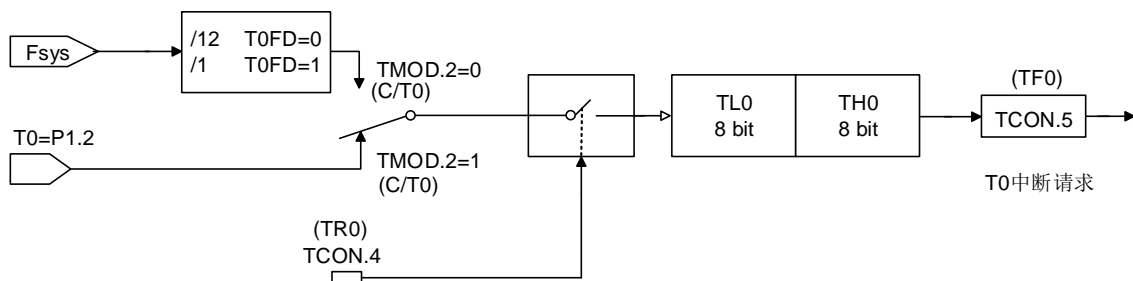 Fsys
/12 T0FD=0
/1 T0FD=1
TMOD.2=0
(C/T0)
T0=P1.2
TMOD.2=1
(C/T0)
(TR0)
TCON.4
TL0
8 bit
TH0
8 bit
(TF0)
TCON.5
T0中断请求